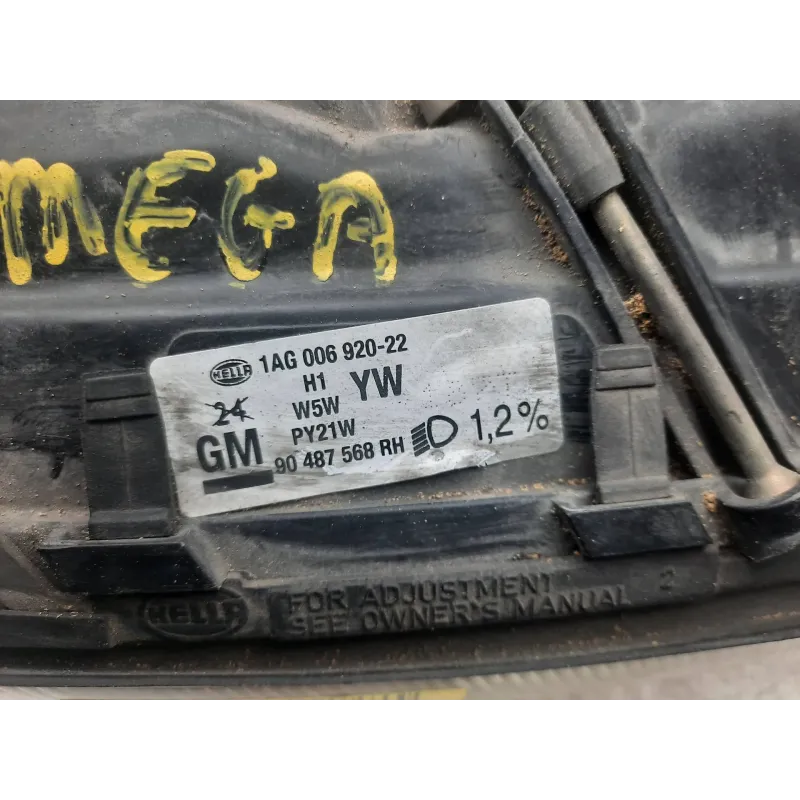 MEGA
HELLA 1AG 006 920-22
H1 YW
24 W5W
PY21W
GM 90 487 568 RH 1,2%
HELLA FOR ADJUSTMENT 2
SEE OWNER'S MANUAL